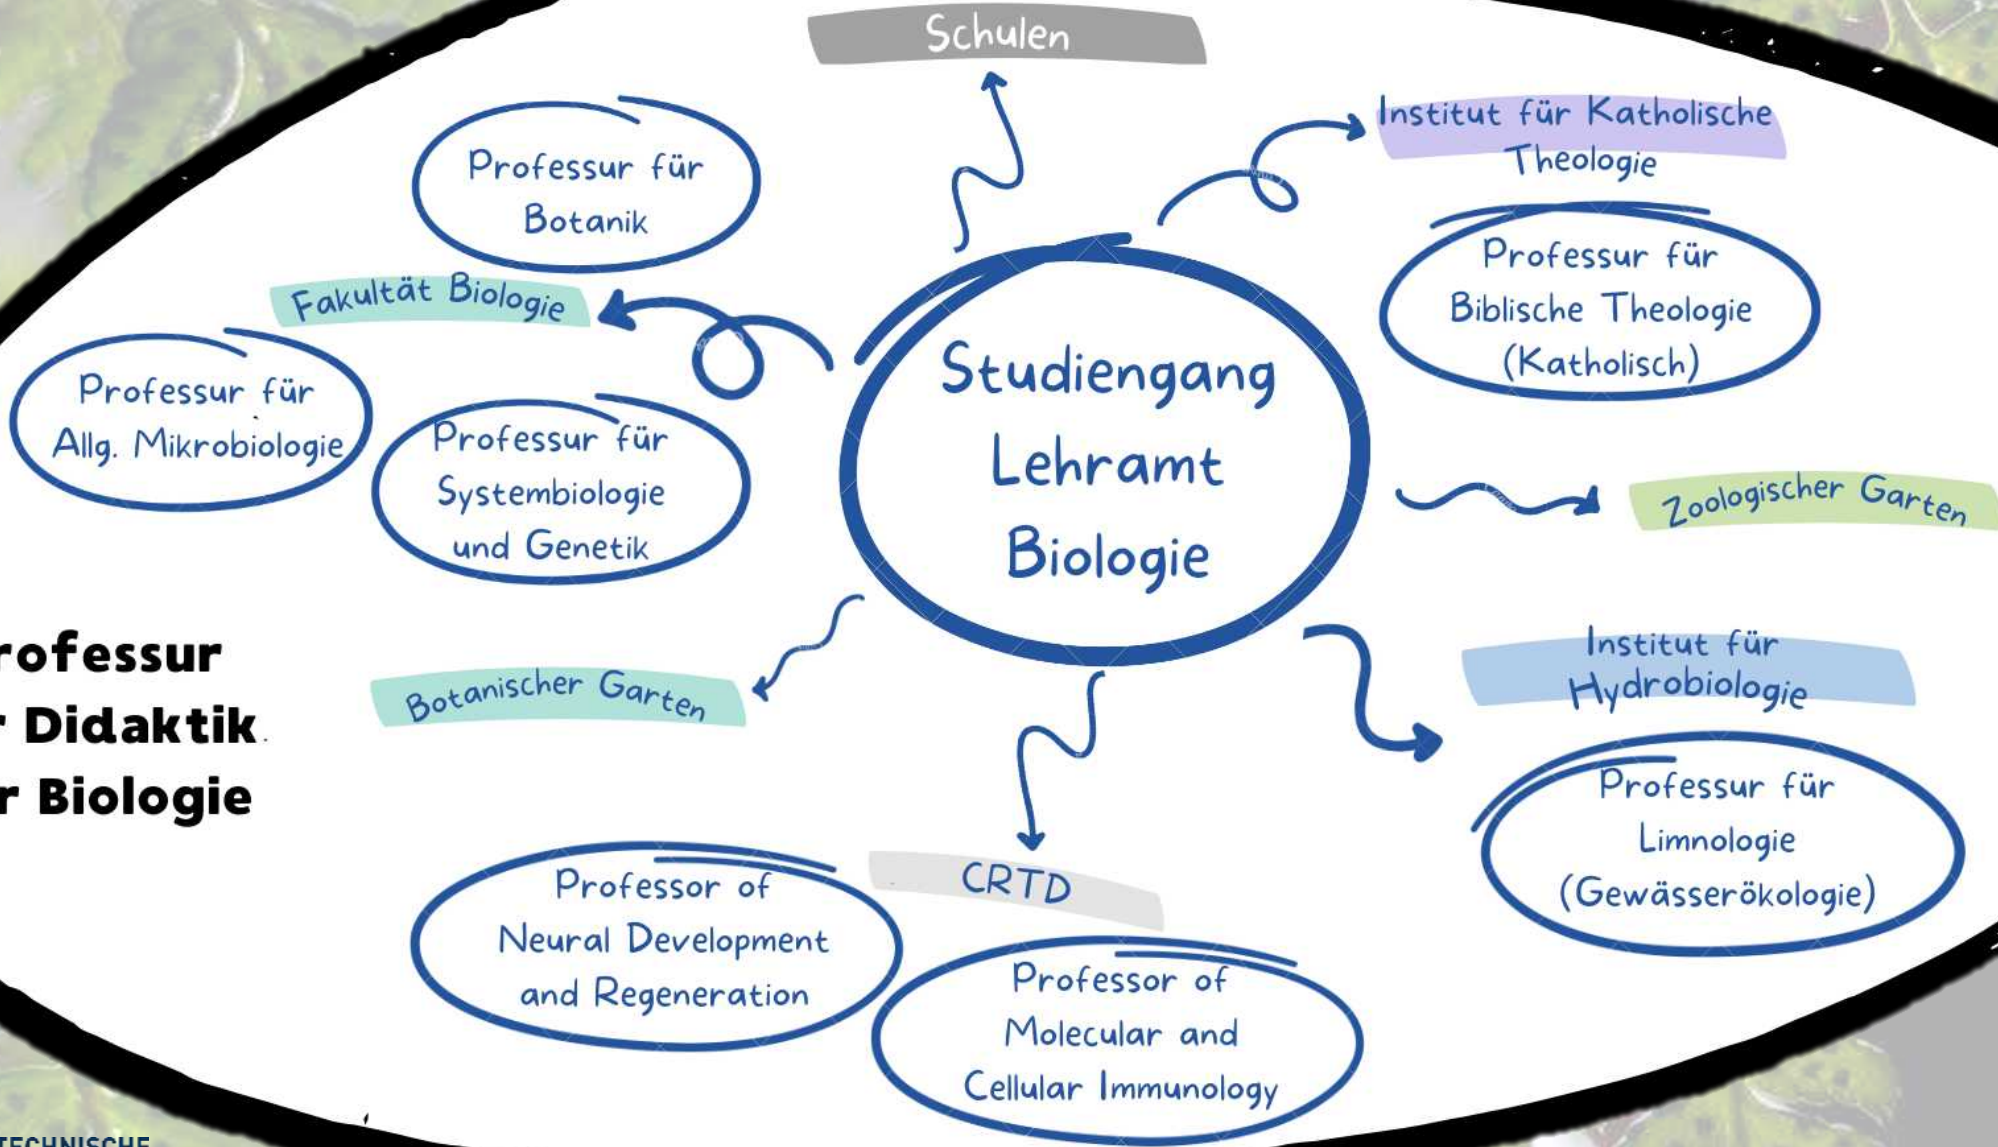 Schulen
Institut für Katholische
Theologie
Professur für
Biblische Theologie
(Katholisch)
Professur für
Botanik
Fakultät Biologie
Professur für
Allg. Mikrobiologie
Professur für
Systembiologie
und Genetik
Studiengang
Lehramt
Biologie
Zoologischer Garten
Institut für
Hydrobiologie
Professur für
Limnologie
(Gewässerökologie)
rofessur
r Didaktik
r Biologie
Botanischer Garten
CRTD
Professor of
Neural Development
and Regeneration
Professor of
Molecular and
Cellular Immunology
TECHNISCHE